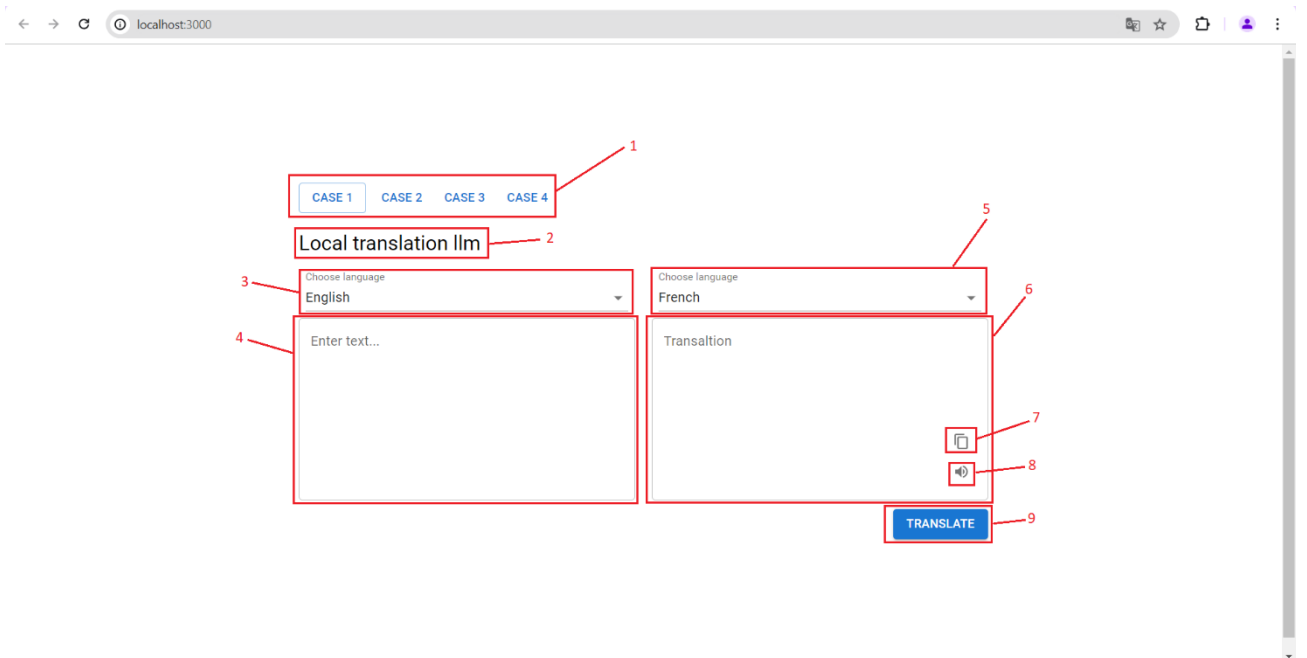 localhost:3000
1
CASE 1 CASE 2 CASE 3 CASE 4
5
Local translation llm
2
3
Choose language
English
Choose language
French
6
4
Enter text...
Transaltion
7
8
TRANSLATE
9